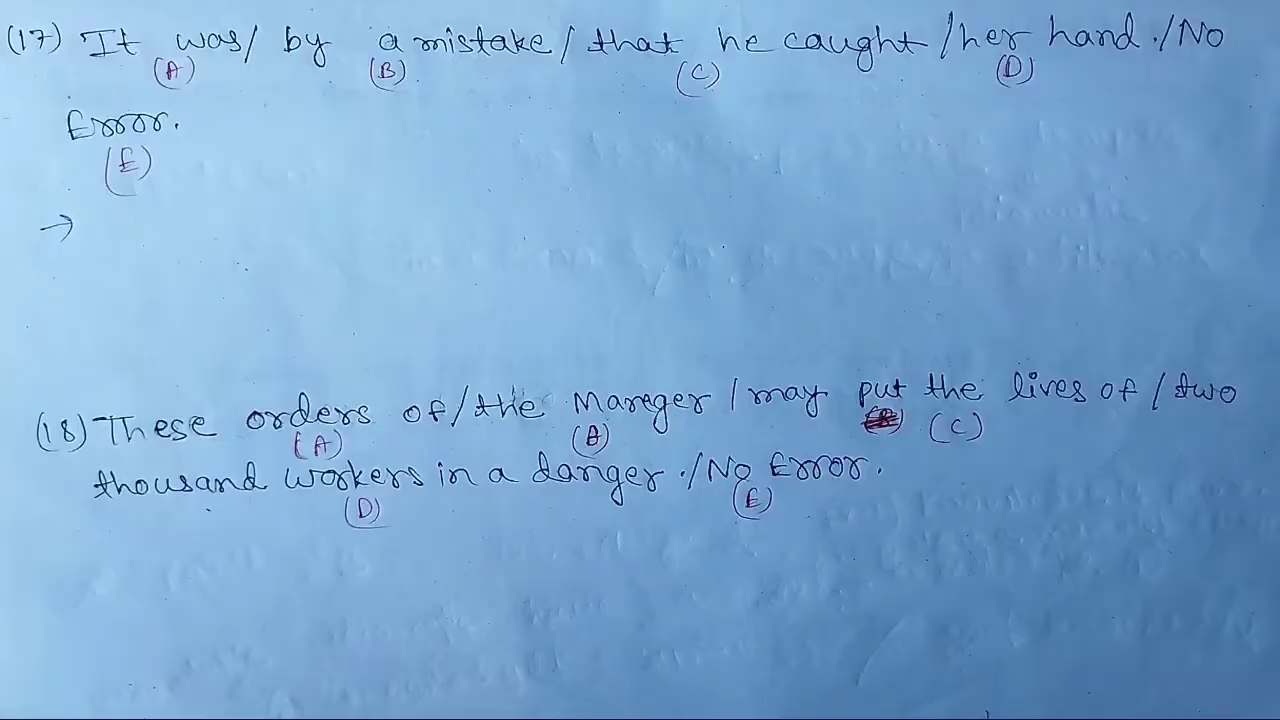 (17) It was / by a mistake / that he caught / her hand. / No
(A) (B) (C) (D)
Error.
(E)
→
(18) These orders of / the Maneger / may put the lives of / two
(A) (B) (C)
thousand workers in a danger. / No Error.
(D) (E)